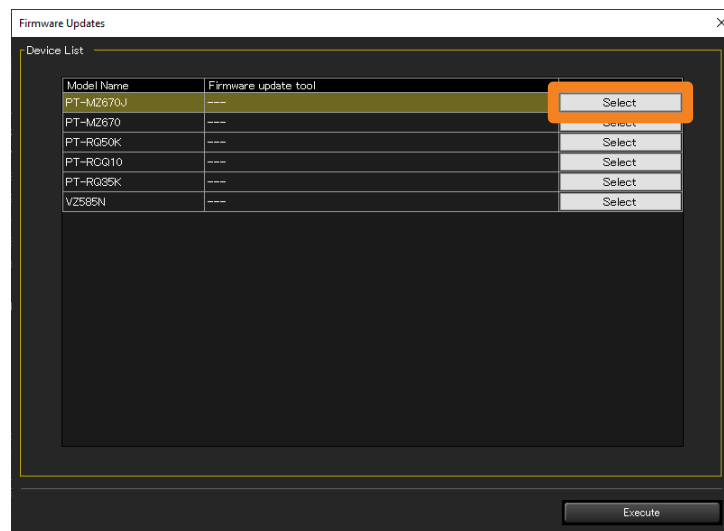 Firmware Updates
Device List
Model Name Firmware update tool
PT-MZ670J --- Select
PT-MZ670 --- Select
PT-RQ50K --- Select
PT-RCQ10 --- Select
PT-RQ35K --- Select
VZ585N --- Select
Execute